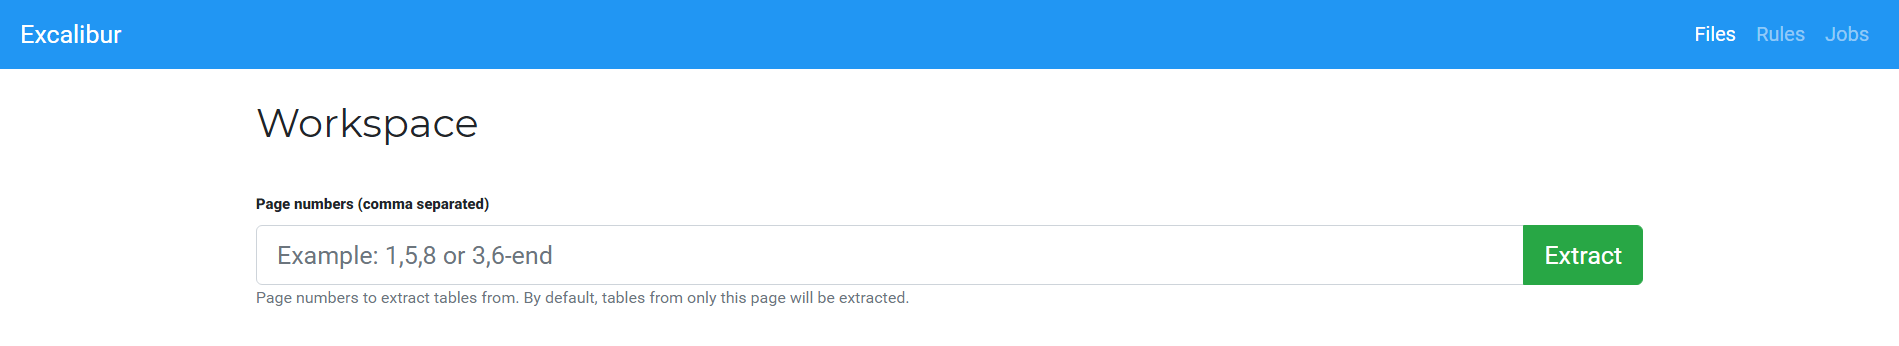 Excalibur
Files Rules Jobs
Workspace
Page numbers (comma separated)
Example: 1,5,8 or 3,6-end
Extract
Page numbers to extract tables from. By default, tables from only this page will be extracted.